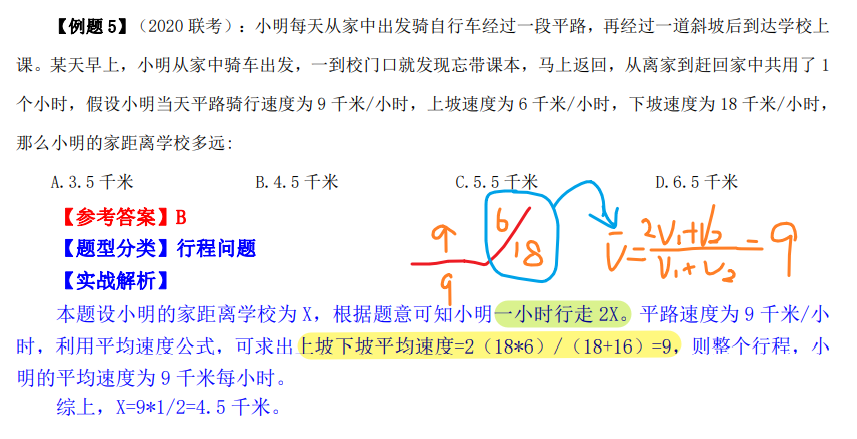 【例题 5】（2020 联考）：小明每天从家中出发骑自行车经过一段平路，再经过一道斜坡后到达学校上
课。某天早上，小明从家中骑车出发，一到校门口就发现忘带课本，马上返回，从离家到赶回家中共用了 1
个小时，假设小明当天平路骑行速度为 9 千米/小时，上坡速度为 6 千米/小时，下坡速度为 18 千米/小时，
那么小明的家距离学校多远:
A.3.5 千米 B.4.5 千米 C.5.5 千米 D.6.5 千米
【参考答案】B
【题型分类】行程问题
【实战解析】
9 6 18 9
V̄=2V₁+V₂/V₁+V₂=9
本题设小明的家距离学校为 X，根据题意可知小明一小时行走 2X。平路速度为 9 千米/小
时，利用平均速度公式，可求出上坡下坡平均速度=2（18*6）/（18+16）=9，则整个行程，小
明的平均速度为 9 千米每小时。
综上，X=9*1/2=4.5 千米。